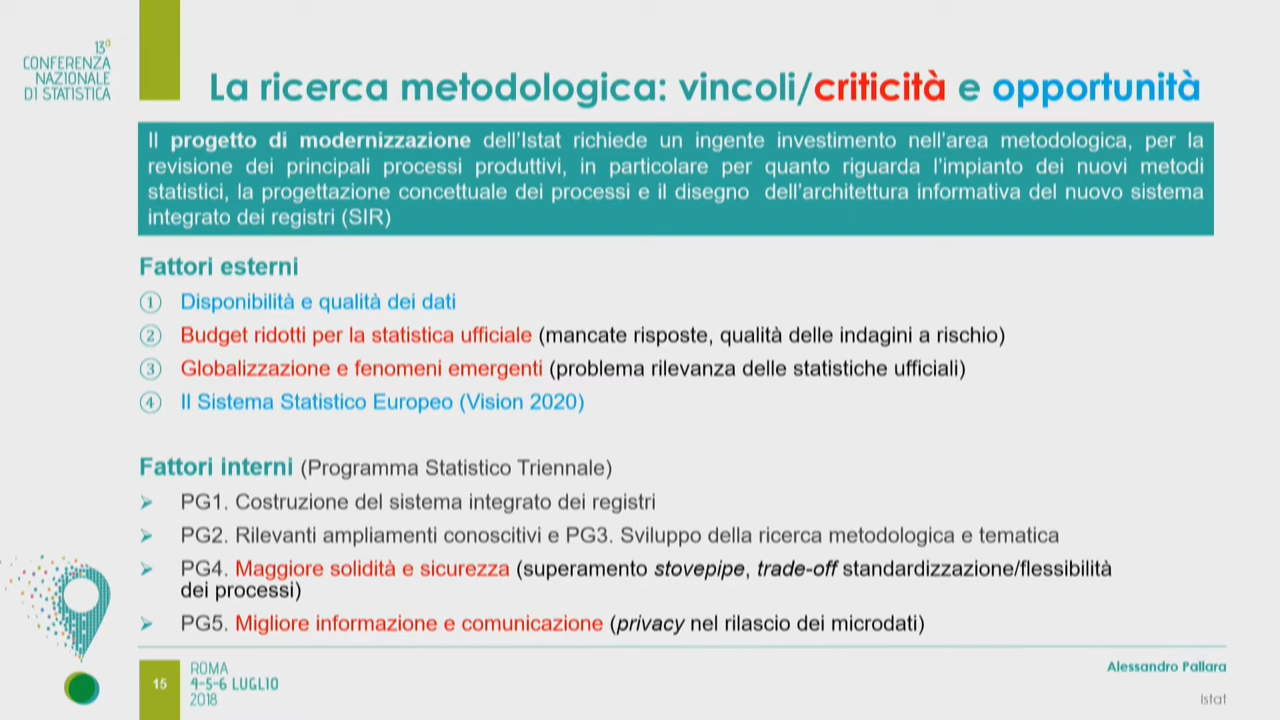 13a
CONFERENZA
NAZIONALE
DI STATISTICA
La ricerca metodologica: vincoli/criticità e opportunità
Il progetto di modernizzazione dell'Istat richiede un ingente investimento nell'area metodologica, per la
revisione dei principali processi produttivi, in particolare per quanto riguarda l'impianto dei nuovi metodi
statistici, la progettazione concettuale dei processi e il disegno dell'architettura informativa del nuovo sistema
integrato dei registri (SIR)
Fattori esterni
① Disponibilità e qualità dei dati
② Budget ridotti per la statistica ufficiale (mancate risposte, qualità delle indagini a rischio)
③ Globalizzazione e fenomeni emergenti (problema rilevanza delle statistiche ufficiali)
④ Il Sistema Statistico Europeo (Vision 2020)
Fattori interni (Programma Statistico Triennale)
➢ PG1. Costruzione del sistema integrato dei registri
➢ PG2. Rilevanti ampliamenti conoscitivi e PG3. Sviluppo della ricerca metodologica e tematica
➢ PG4. Maggiore solidità e sicurezza (superamento stovepipe, trade-off standardizzazione/flessibilità
dei processi)
➢ PG5. Migliore informazione e comunicazione (privacy nel rilascio dei microdati)
15
ROMA
4-5-6 LUGLIO
2018
Alessandro Pallara
Istat